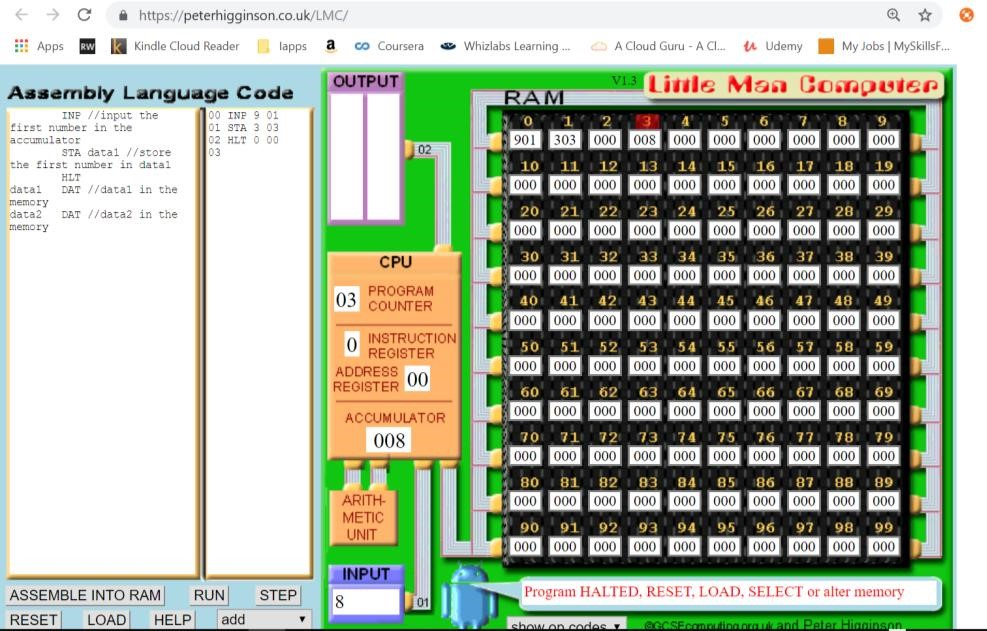 https://peterhigginson.co.uk/LMC/
Apps RW Kindle Cloud Reader lapps a Coursera Whizlabs Learning ... A Cloud Guru - A Cl... Udemy My Jobs | MySkillsF...
Assembly Language Code
INP //input the
first number in the
accumulator
STA data1 //store
the first number in data1
HLT
data1 DAT //data1 in the
memory
data2 DAT //data2 in the
memory
00 INP 9 01
01 STA 3 03
02 HLT 0 00
03
OUTPUT
02
CPU
03 PROGRAM
COUNTER
0 INSTRUCTION
REGISTER
ADDRESS
REGISTER 00
ACCUMULATOR
008
ARITH-
METIC
UNIT
INPUT
8
01
V1.3 Little Man Computer
RAM
0 1 2 3 4 5 6 7 8 9
901 303 000 008 000 000 000 000 000 000
10 11 12 13 14 15 16 17 18 19
000 000 000 000 000 000 000 000 000 000
20 21 22 23 24 25 26 27 28 29
000 000 000 000 000 000 000 000 000 000
30 31 32 33 34 35 36 37 38 39
000 000 000 000 000 000 000 000 000 000
40 41 42 43 44 45 46 47 48 49
000 000 000 000 000 000 000 000 000 000
50 51 52 53 54 55 56 57 58 59
000 000 000 000 000 000 000 000 000 000
60 61 62 63 64 65 66 67 68 69
000 000 000 000 000 000 000 000 000 000
70 71 72 73 74 75 76 77 78 79
000 000 000 000 000 000 000 000 000 000
80 81 82 83 84 85 86 87 88 89
000 000 000 000 000 000 000 000 000 000
90 91 92 93 94 95 96 97 98 99
000 000 000 000 000 000 000 000 000 000
Program HALTED, RESET, LOAD, SELECT or alter memory
ASSEMBLE INTO RAM RUN STEP
RESET LOAD HELP add
show op codes ©GCSEcomputing.org.uk and Peter Higginson